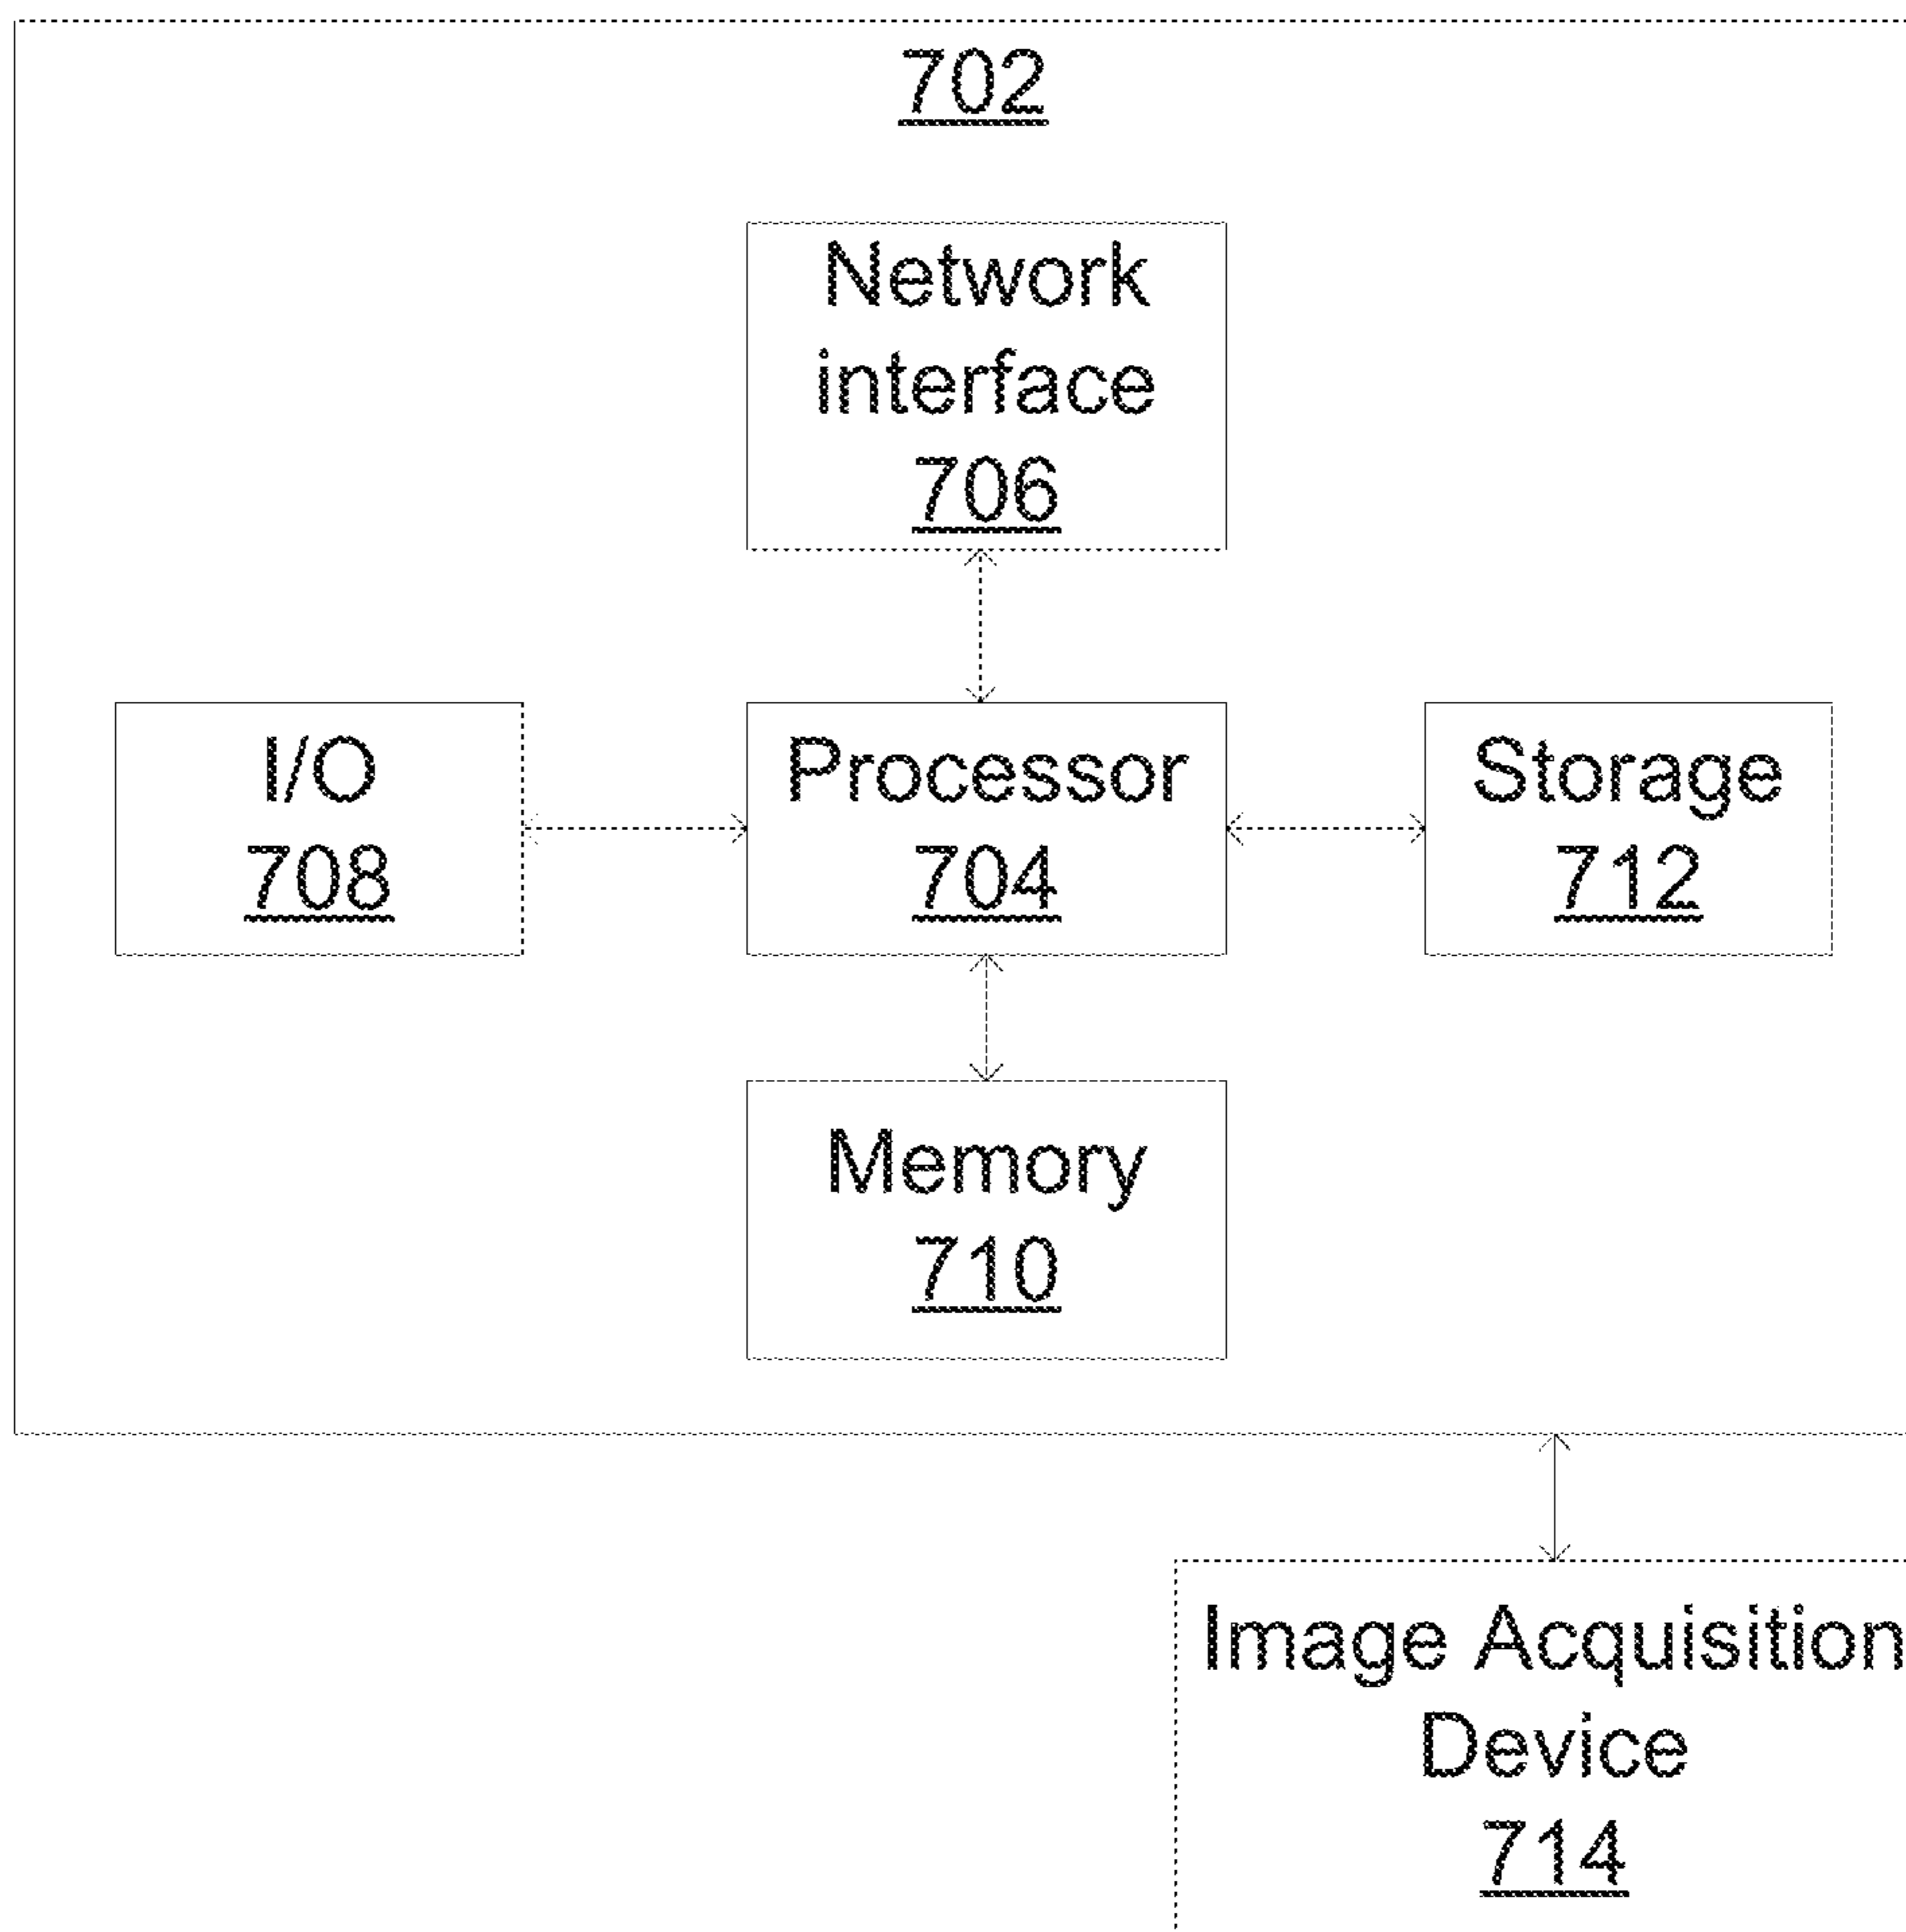 702
Network
interface
706
I/O
708
Processor
704
Storage
712
Memory
710
Image Acquisition
Device
714